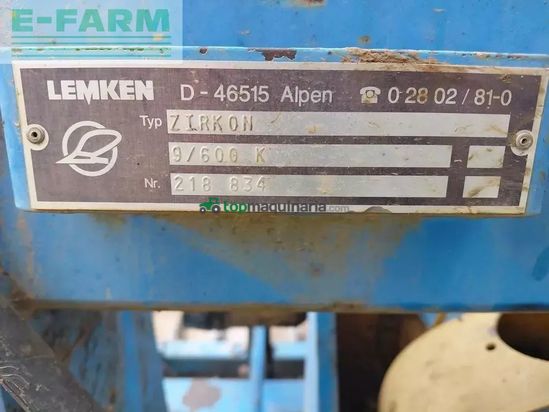 E-FARM
LEMKEN D-46515 Alpen ☎ 0 28 02 / 81-0
Typ ZIRKON
9/600 K
Nr. 218 834
topmaquinaria.com